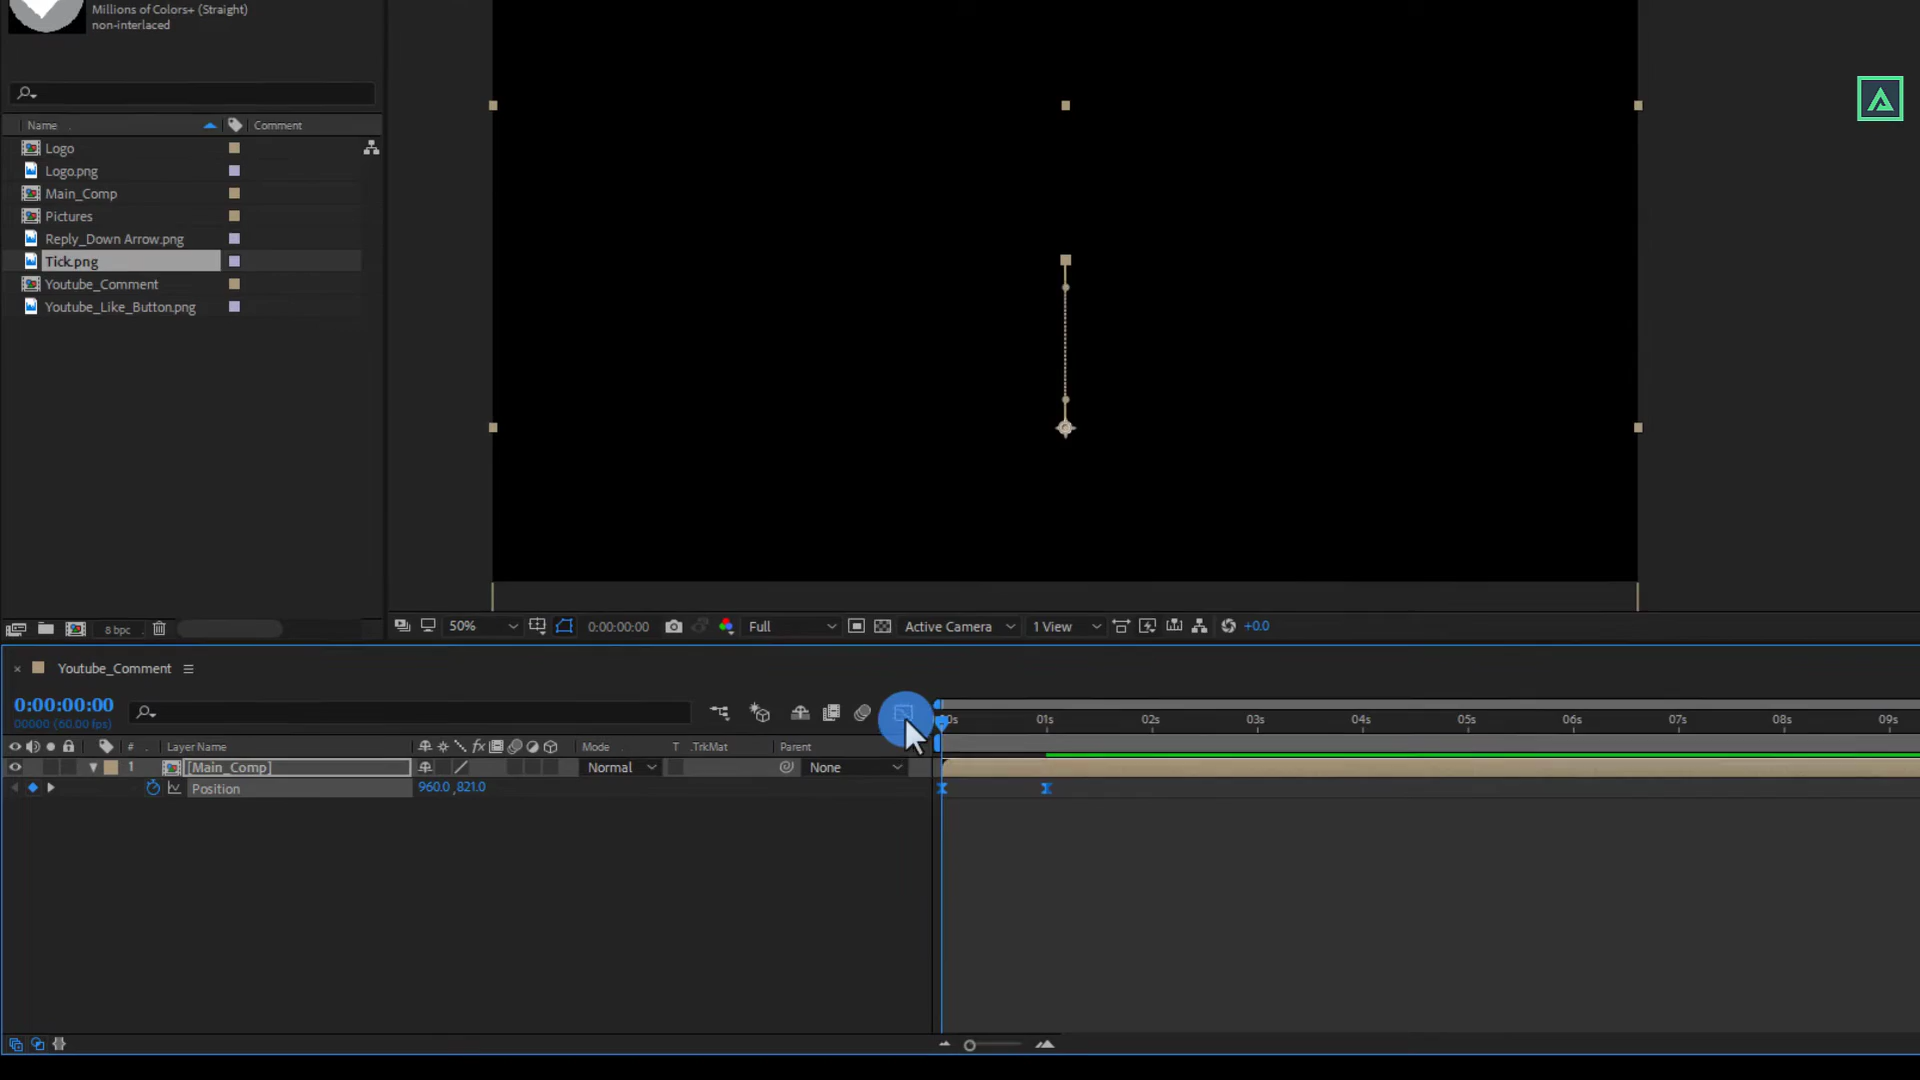 Millions of Colors+ (Straight)
non-interlaced
Name
Comment
Logo
Logo.png
Main_Comp
Pictures
Reply_Down Arrow.png
Tick.png
Youtube_Comment
Youtube_Like_Button.png
8 bpc
50%
0:00:00:00
Full
Active Camera
1 View
+0.0
Youtube_Comment
0:00:00:00
00000 (60.00 fps)
0s 01s 02s 03s 04s 05s 06s 07s 08s 09s
# Layer Name fx Mode T .TrkMat Parent
1 [Main_Comp] Normal None
Position 960.0 ,821.0